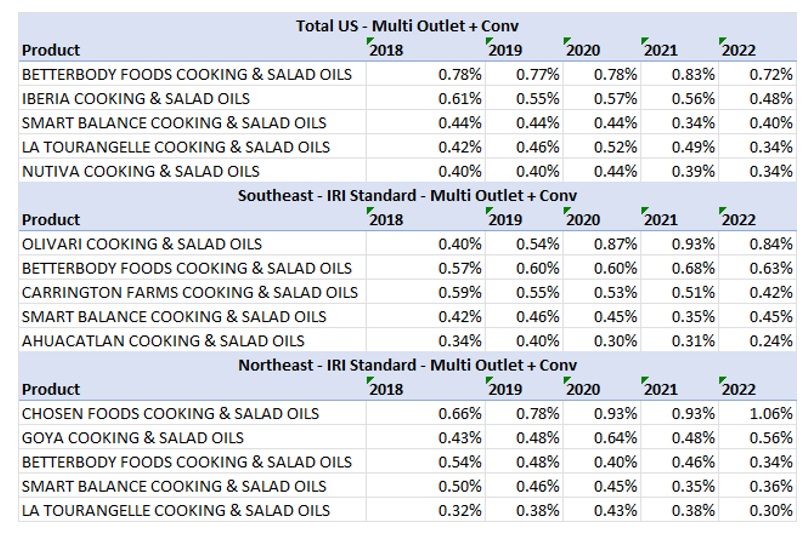 Total US - Multi Outlet + Conv
Product 2018 2019 2020 2021 2022
BETTERBODY FOODS COOKING & SALAD OILS 0.78% 0.77% 0.78% 0.83% 0.72%
IBERIA COOKING & SALAD OILS 0.61% 0.55% 0.57% 0.56% 0.48%
SMART BALANCE COOKING & SALAD OILS 0.44% 0.44% 0.44% 0.34% 0.40%
LA TOURANGELLE COOKING & SALAD OILS 0.42% 0.46% 0.52% 0.49% 0.34%
NUTIVA COOKING & SALAD OILS 0.40% 0.40% 0.44% 0.39% 0.34%
Southeast - IRI Standard - Multi Outlet + Conv
Product 2018 2019 2020 2021 2022
OLIVARI COOKING & SALAD OILS 0.40% 0.54% 0.87% 0.93% 0.84%
BETTERBODY FOODS COOKING & SALAD OILS 0.57% 0.60% 0.60% 0.68% 0.63%
CARRINGTON FARMS COOKING & SALAD OILS 0.59% 0.55% 0.53% 0.51% 0.42%
SMART BALANCE COOKING & SALAD OILS 0.42% 0.46% 0.45% 0.35% 0.45%
AHUACATLAN COOKING & SALAD OILS 0.34% 0.40% 0.30% 0.31% 0.24%
Northeast - IRI Standard - Multi Outlet + Conv
Product 2018 2019 2020 2021 2022
CHOSEN FOODS COOKING & SALAD OILS 0.66% 0.78% 0.93% 0.93% 1.06%
GOYA COOKING & SALAD OILS 0.43% 0.48% 0.64% 0.48% 0.56%
BETTERBODY FOODS COOKING & SALAD OILS 0.54% 0.48% 0.40% 0.46% 0.34%
SMART BALANCE COOKING & SALAD OILS 0.50% 0.46% 0.45% 0.35% 0.36%
LA TOURANGELLE COOKING & SALAD OILS 0.32% 0.38% 0.43% 0.38% 0.30%